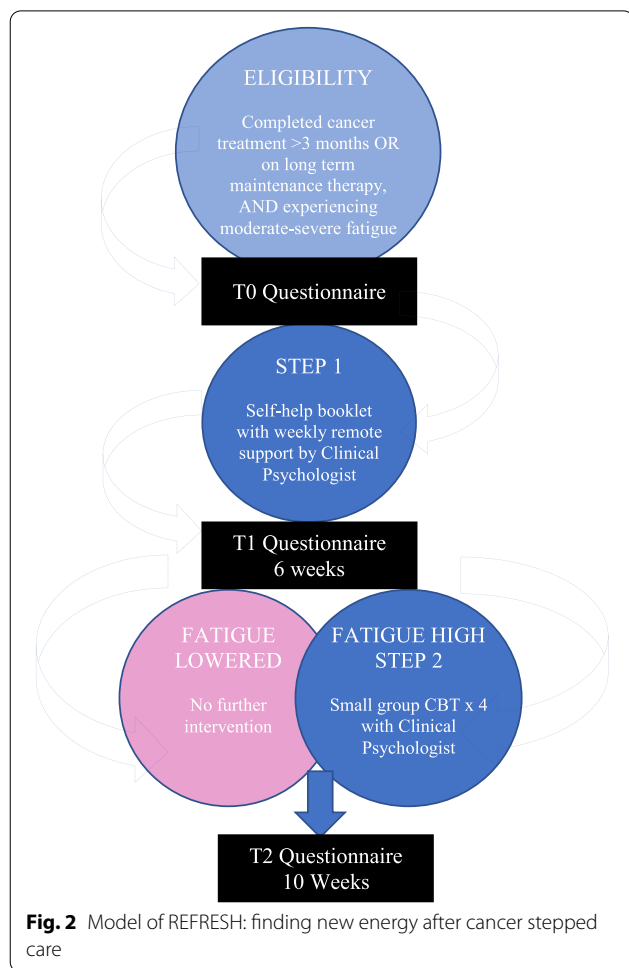 ELIGIBILITY
Completed cancer
treatment >3 months OR
on long term
maintenance therapy,
AND experiencing
moderate-severe fatigue
T0 Questionnaire
STEP 1
Self-help booklet
with weekly remote
support by Clinical
Psychologist
T1 Questionnaire
6 weeks
FATIGUE
LOWERED
No further
intervention
FATIGUE HIGH
STEP 2
Small group CBT x 4
with Clinical
Psychologist
T2 Questionnaire
10 Weeks
Fig. 2 Model of REFRESH: finding new energy after cancer stepped
care